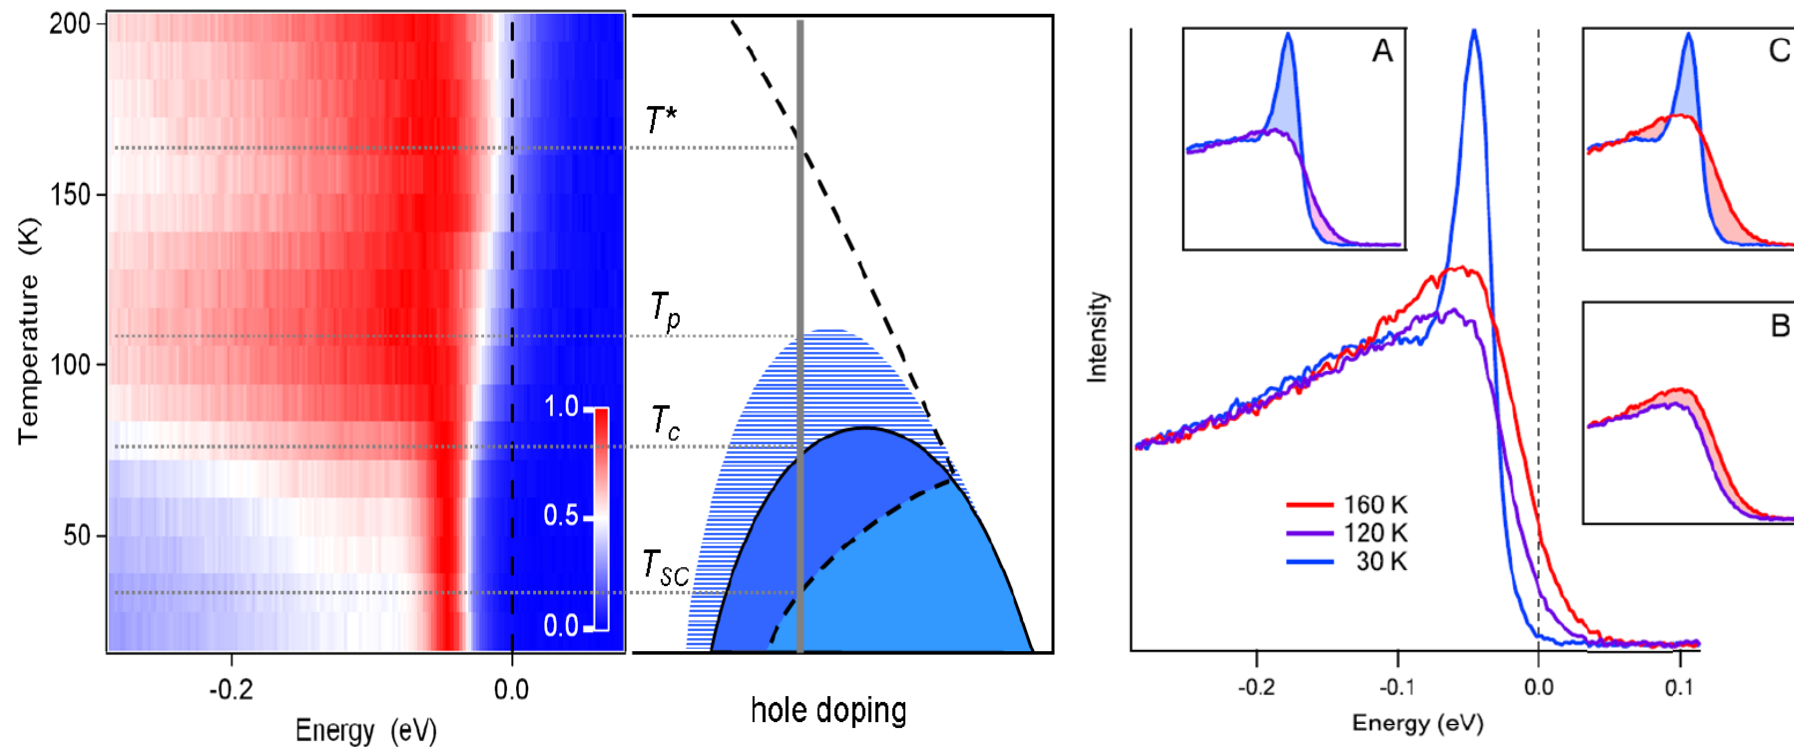 200
150
100
50
Temperature (K)
1.0
0.5
0.0
-0.2
0.0
Energy (eV)
T*
Tp
Tc
TSC
hole doping
A
C
B
Intensity
160 K
120 K
30 K
-0.2
-0.1
0.0
0.1
Energy (eV)